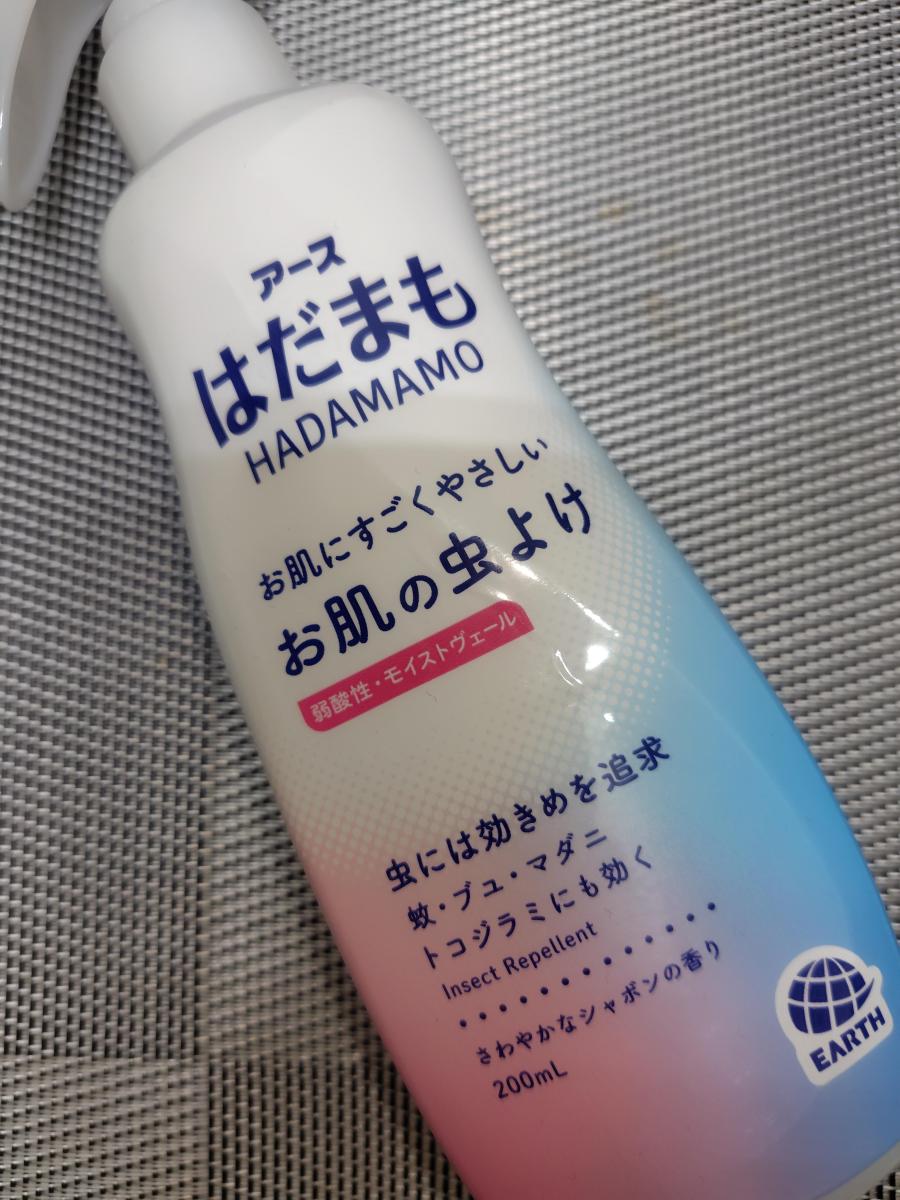 アース
はだまも
HADAMAMO
お肌にすごくやさしい
お肌の虫よけ
弱酸性・モイストヴェール
虫には効きめを追求
蚊・ブユ・マダニ
トコジラミにも効く
Insect Repellent
さわやかなシャボンの香り
200mL
EARTH